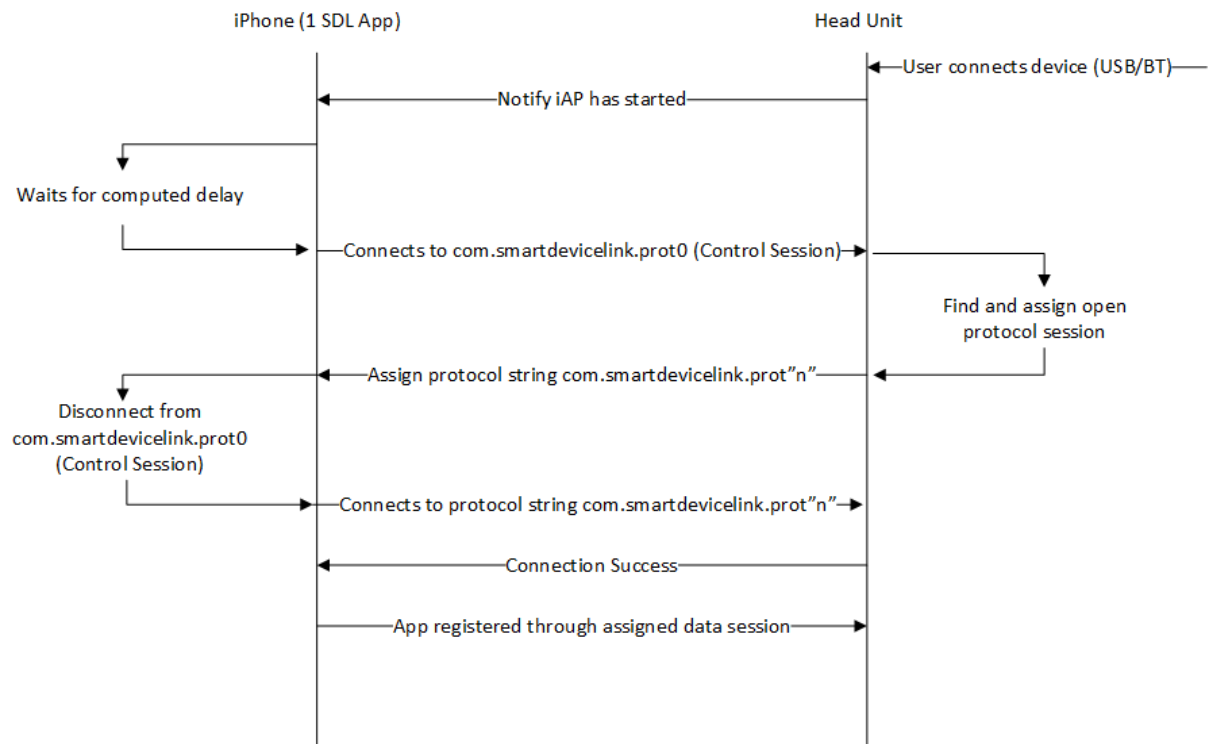 iPhone (1 SDL App)
Head Unit
User connects device (USB/BT)
Notify iAP has started
Waits for computed delay
Connects to com.smartdevicelink.prot0 (Control Session)
Find and assign open
protocol session
Assign protocol string com.smartdevicelink.prot”n”
Disconnect from
com.smartdevicelink.prot0
(Control Session)
Connects to protocol string com.smartdevicelink.prot”n”
Connection Success
App registered through assigned data session